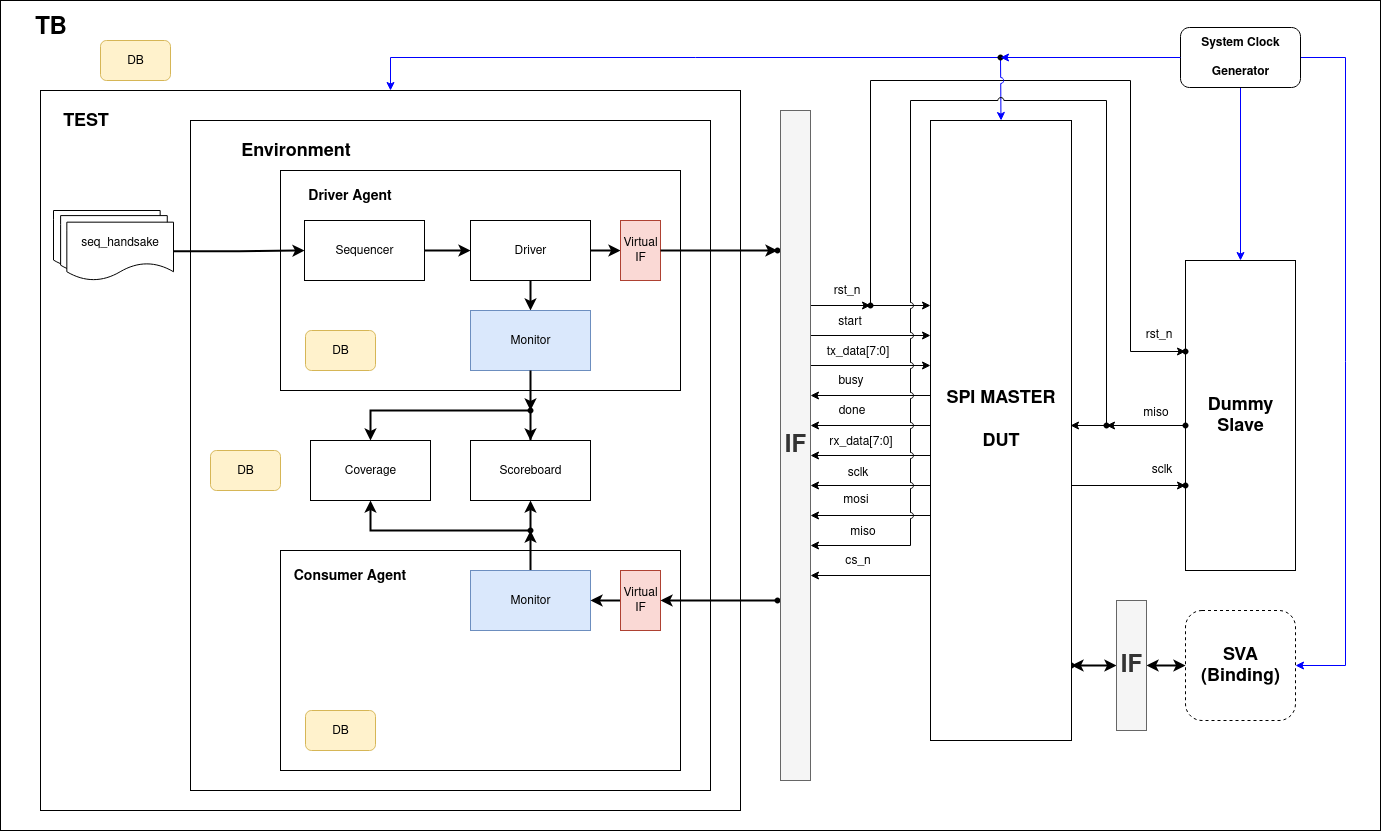 TB
DB
System Clock
Generator
TEST
Environment
Driver Agent
seq_handsake
Sequencer
Driver
Virtual
IF
DB
Monitor
DB
Coverage
Scoreboard
Consumer Agent
Monitor
Virtual
IF
DB
IF
rst_n
start
tx_data[7:0]
busy
done
rx_data[7:0]
sclk
mosi
miso
cs_n
SPI MASTER
DUT
rst_n
miso
sclk
Dummy
Slave
IF
SVA
(Binding)